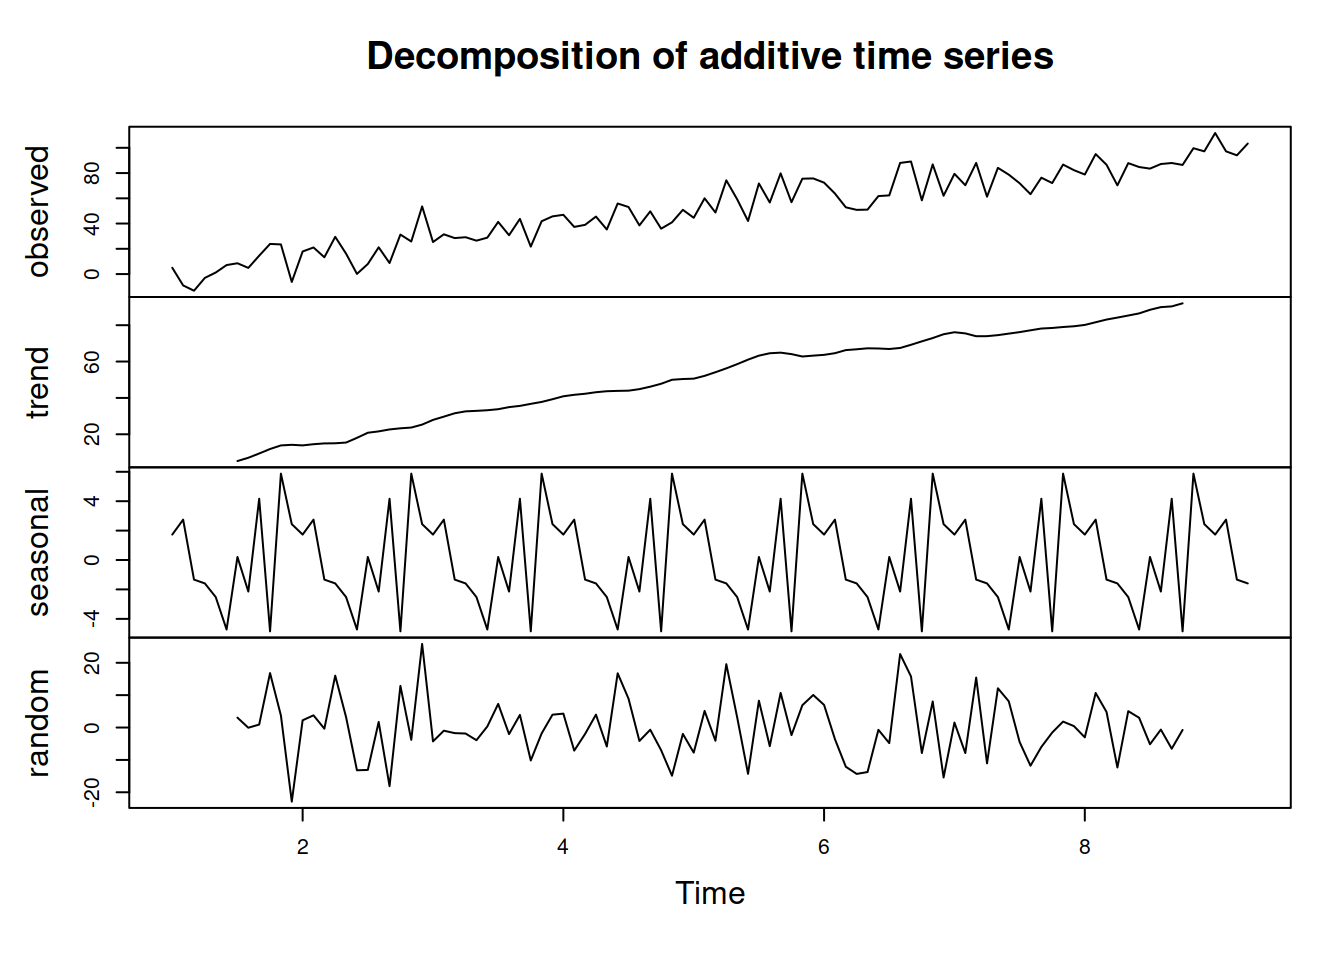 Decomposition of additive time series
observed
0 40 80
trend
20 60
seasonal
-4 0 4
random
-20 0 20
2 4 6 8
Time